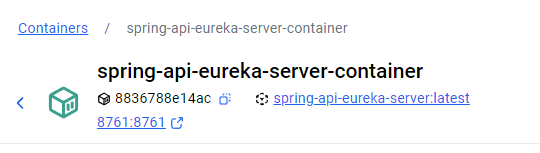 Containers / spring-api-eureka-server-container
spring-api-eureka-server-container
8836788e14ac spring-api-eureka-server:latest
8761:8761